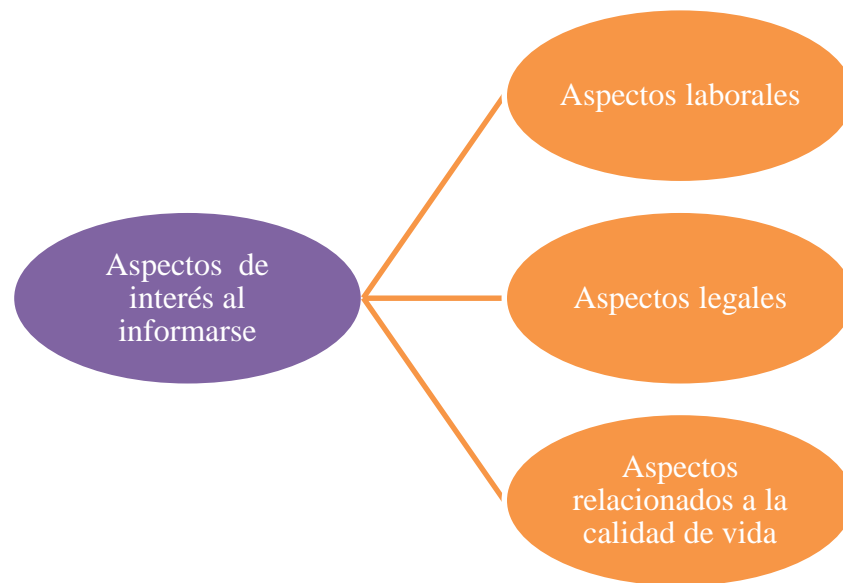 Aspectos laborales
Aspectos de
interés al
informarse
Aspectos legales
Aspectos
relacionados a la
calidad de vida